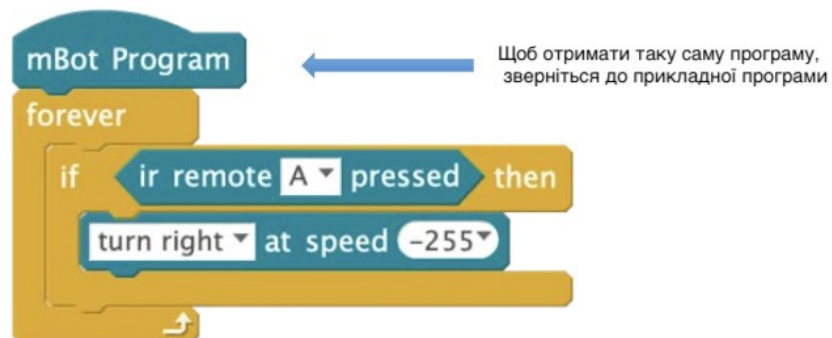 mBot Program
Щоб отримати таку саму програму,
зверніться до прикладної програми
forever
if ir remote A pressed then
turn right at speed -255